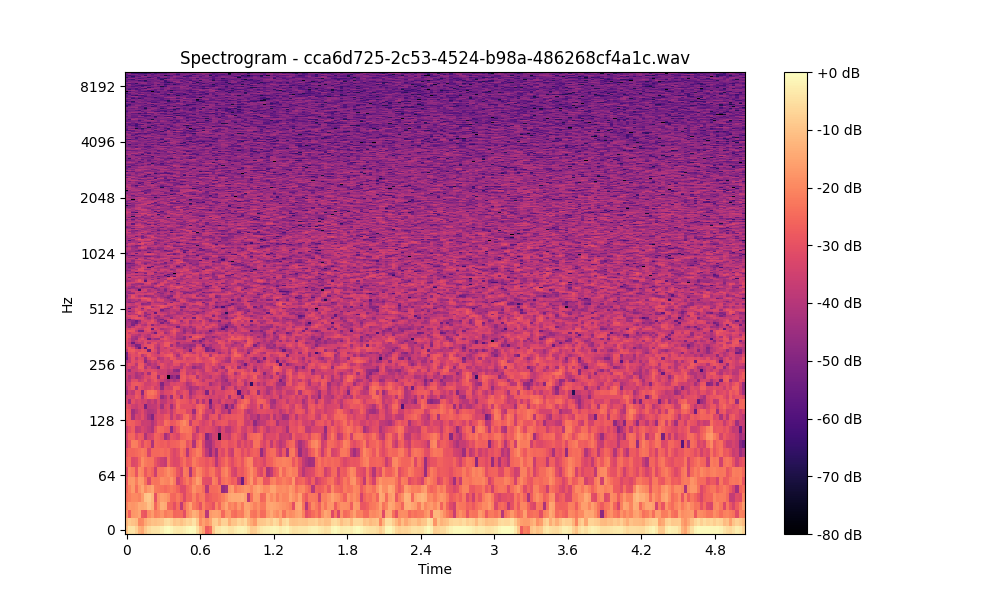 Spectrogram - cca6d725-2c53-4524-b98a-486268cf4a1c.wav
Hz
8192
4096
2048
1024
512
256
128
64
0
0 0.6 1.2 1.8 2.4 3 3.6 4.2 4.8
Time
+0 dB
-10 dB
-20 dB
-30 dB
-40 dB
-50 dB
-60 dB
-70 dB
-80 dB